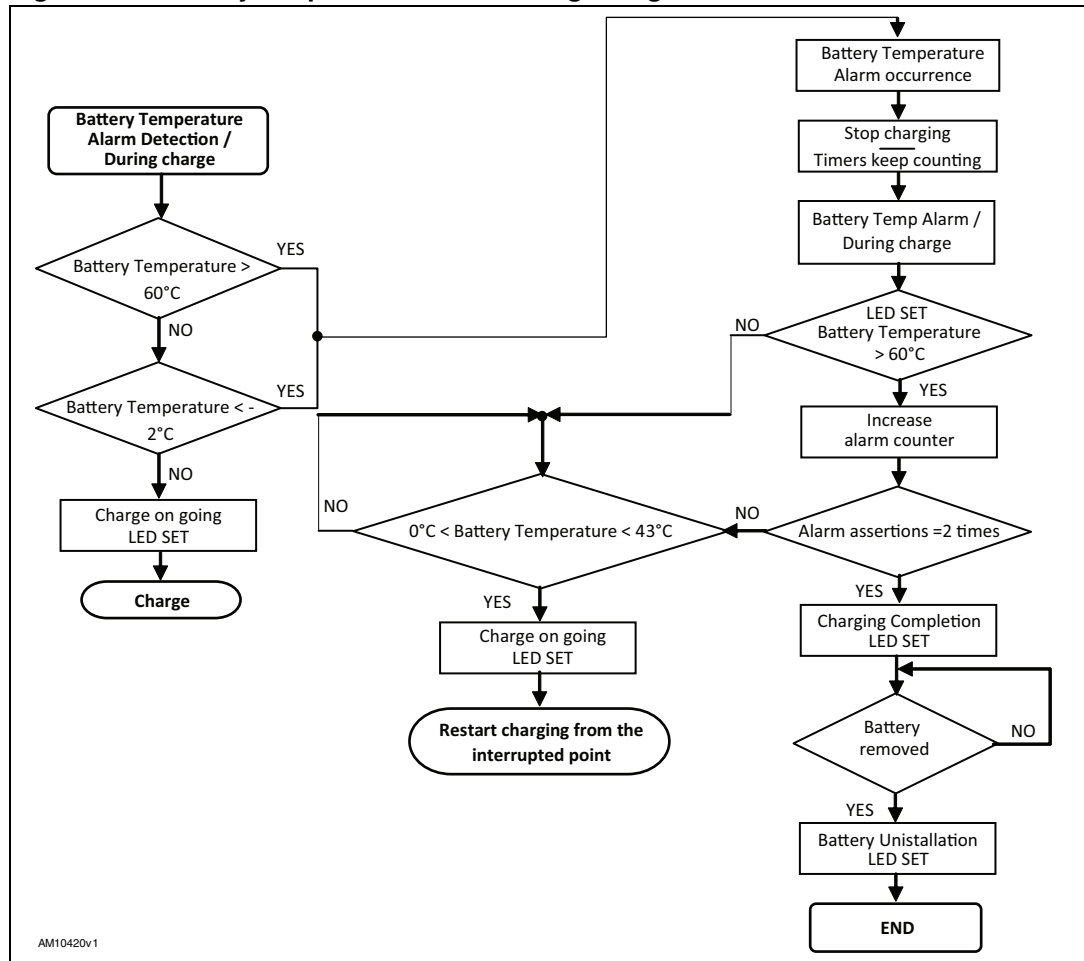 Battery Temperature
Alarm Detection /
During charge
Battery Temperature >
60°C
YES
NO
Battery Temperature < -
2°C
YES
NO
Charge on going
LED SET
Charge
Battery Temperature
Alarm occurrence
Stop charging
Timers keep counting
Battery Temp Alarm /
During charge
LED SET
Battery Temperature
> 60°C
NO
YES
Increase
alarm counter
Alarm assertions =2 times
NO
YES
0°C < Battery Temperature < 43°C
NO
YES
Charge on going
LED SET
Restart charging from the
interrupted point
Charging Completion
LED SET
Battery
removed
NO
YES
Battery Unistallation
LED SET
END
AM10420v1